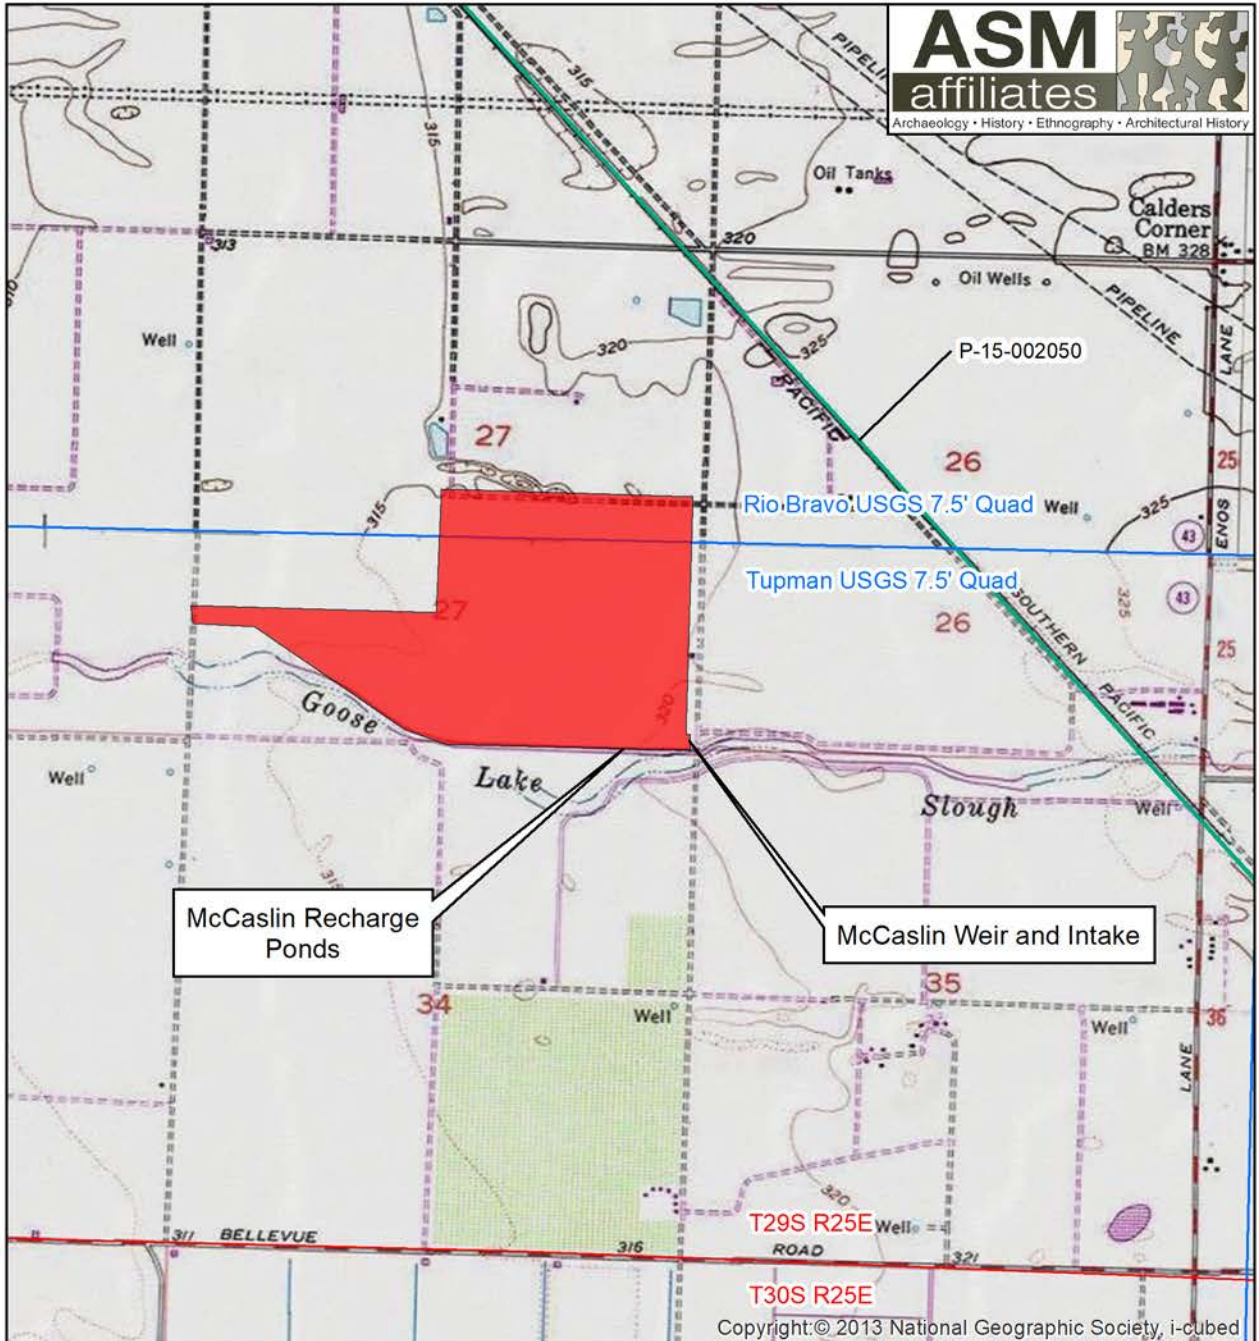 ASM
affiliates
Archaeology • History • Ethnography • Architectural History
PIPELI
315
315
Oil Tanks
Calders
Corner
BM 328
313
320
Oil Wells
PIPELINE
LANE
Well
320
325
P-15-002050
PACIFIC
27
26
25
315
Rio Bravo USGS 7.5' Quad
Well
325
ENOS
43
Tupman USGS 7.5' Quad
43
27
26
SOUTHERN
325
25
Goose
320
PACIFIC
Well
Lake
Slough
Well
315
McCaslin Recharge
Ponds
McCaslin Weir and Intake
34
35
Well
Well
36
LANE
320
T29S R25E
Well
311
BELLEVUE
316
ROAD
321
T30S R25E
Copyright:© 2013 National Geographic Society, i-cubed